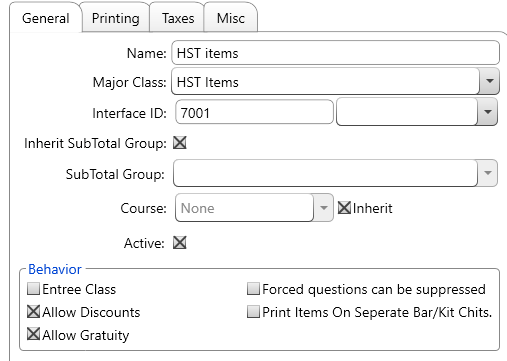 General Printing Taxes Misc
Name: HST items
Major Class: HST Items
Interface ID: 7001
Inherit SubTotal Group:
SubTotal Group:
Course: None Inherit
Active:
Behavior
Entree Class Forced questions can be suppressed
Allow Discounts Print Items On Seperate Bar/Kit Chits.
Allow Gratuity